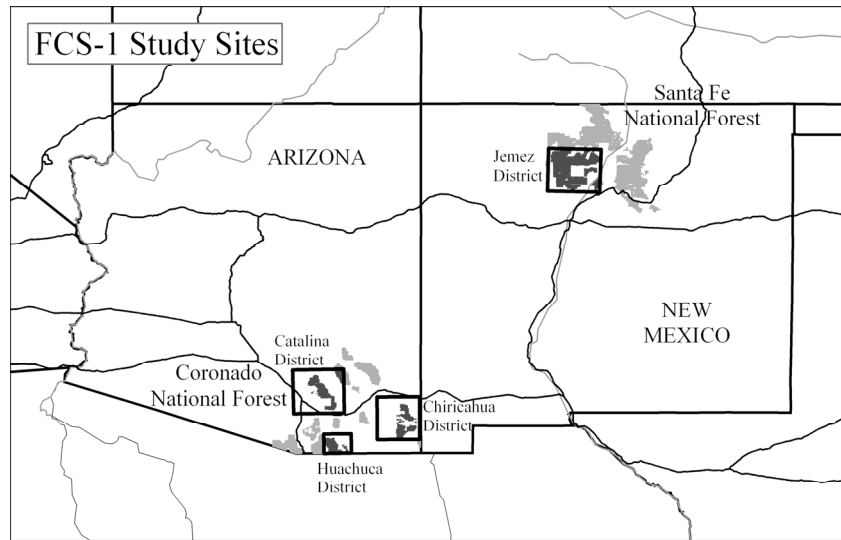 FCS-1 Study Sites
Santa Fe
National Forest
ARIZONA
Jemez
District
NEW
MEXICO
Catalina
District
Coronado
National Forest
Chiricahua
District
Huachuca
District